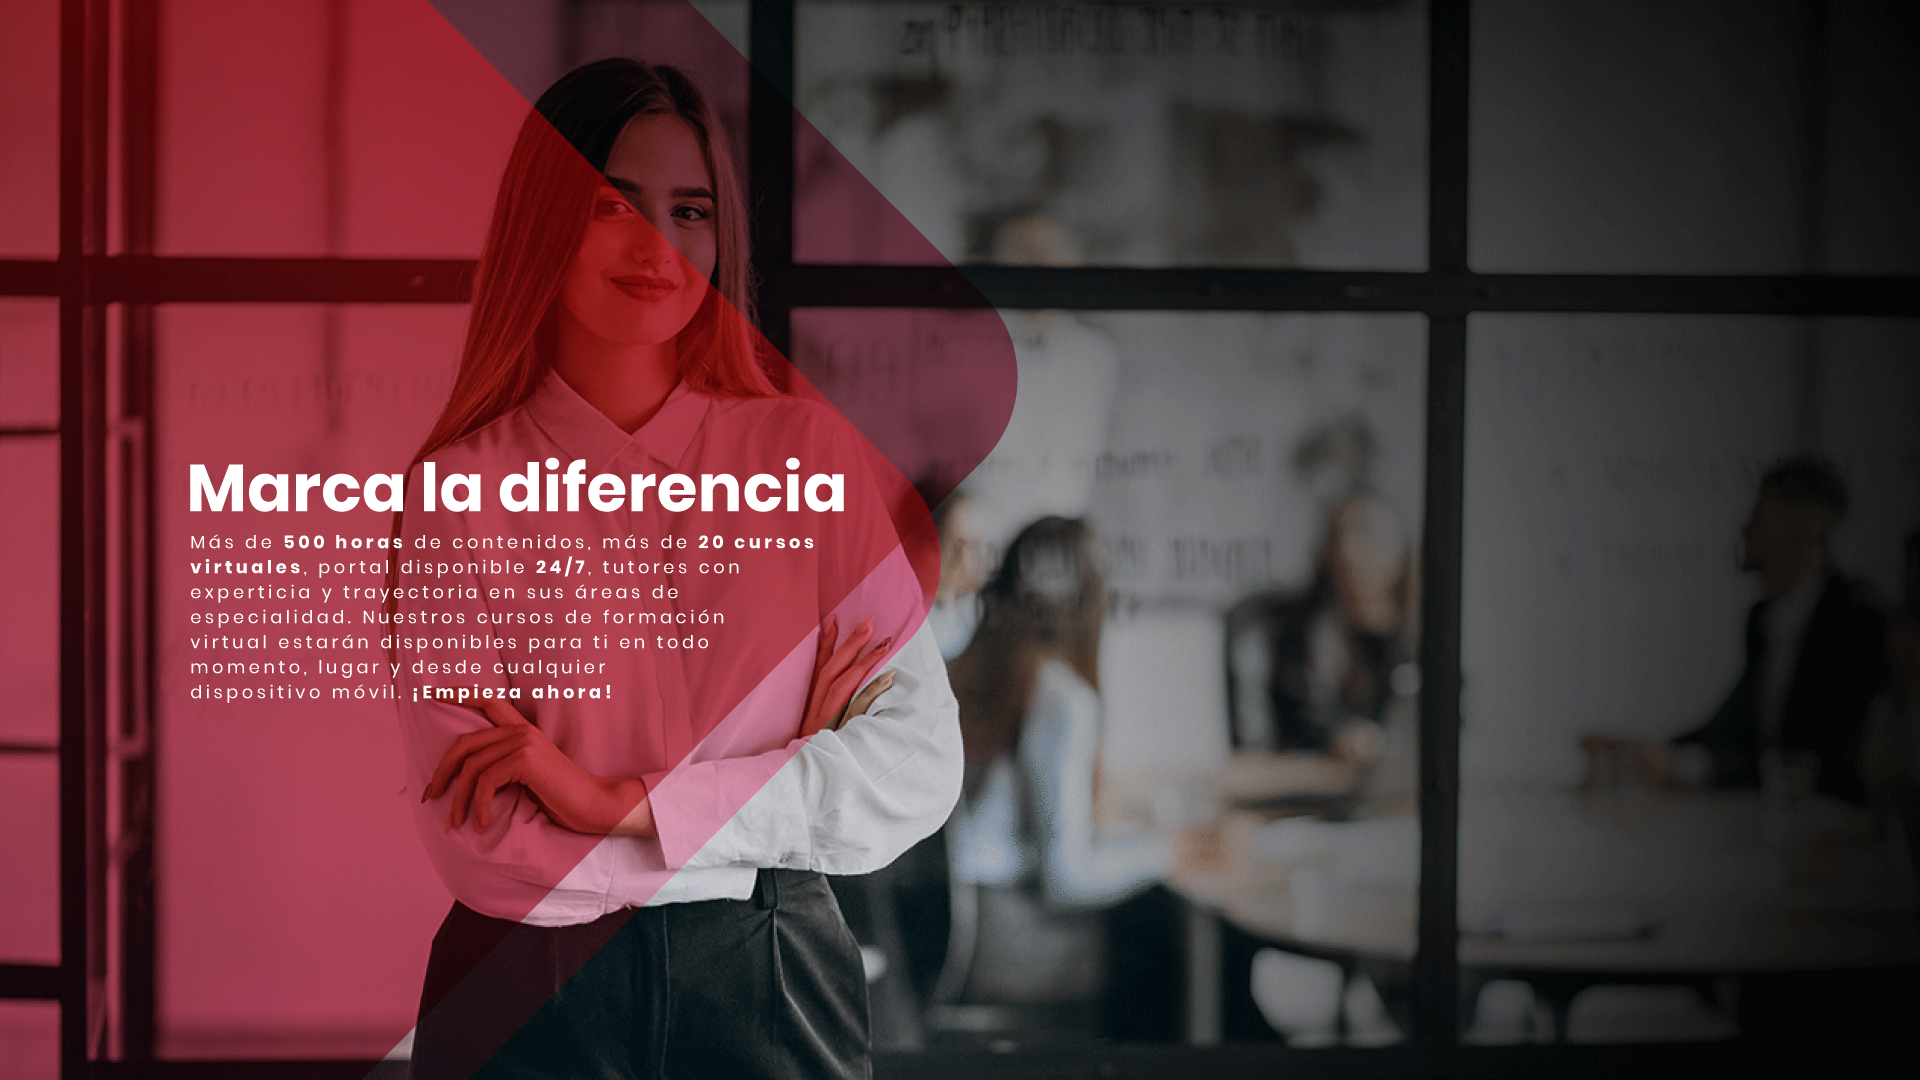 Marca la diferencia
Más de 500 horas de contenidos, más de 20 cursos
virtuales, portal disponible 24/7, tutores con
experticia y trayectoria en sus áreas de
especialidad. Nuestros cursos de formación
virtual estarán disponibles para ti en todo
momento, lugar y desde cualquier
dispositivo móvil. ¡Empieza ahora!